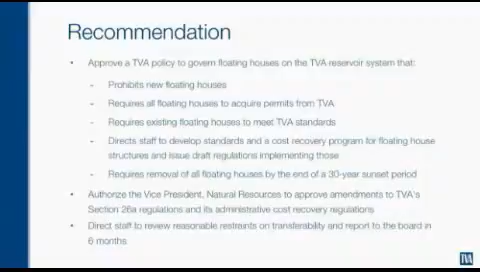 Recommendation
• Approve a TVA policy to govern floating houses on the TVA reservoir system that:
- Prohibits new floating houses
- Requires all floating houses to acquire permits from TVA
- Requires existing floating houses to meet TVA standards
- Directs staff to develop standards and a cost recovery program for floating house
structures and issue draft regulations implementing those
- Requires removal of all floating houses by the end of a 30-year sunset period
• Authorize the Vice President, Natural Resources to approve amendments to TVA's
Section 26a regulations and its administrative cost recovery regulations
• Direct staff to review reasonable restraints on transferability and report to the board in
6 months
TVA